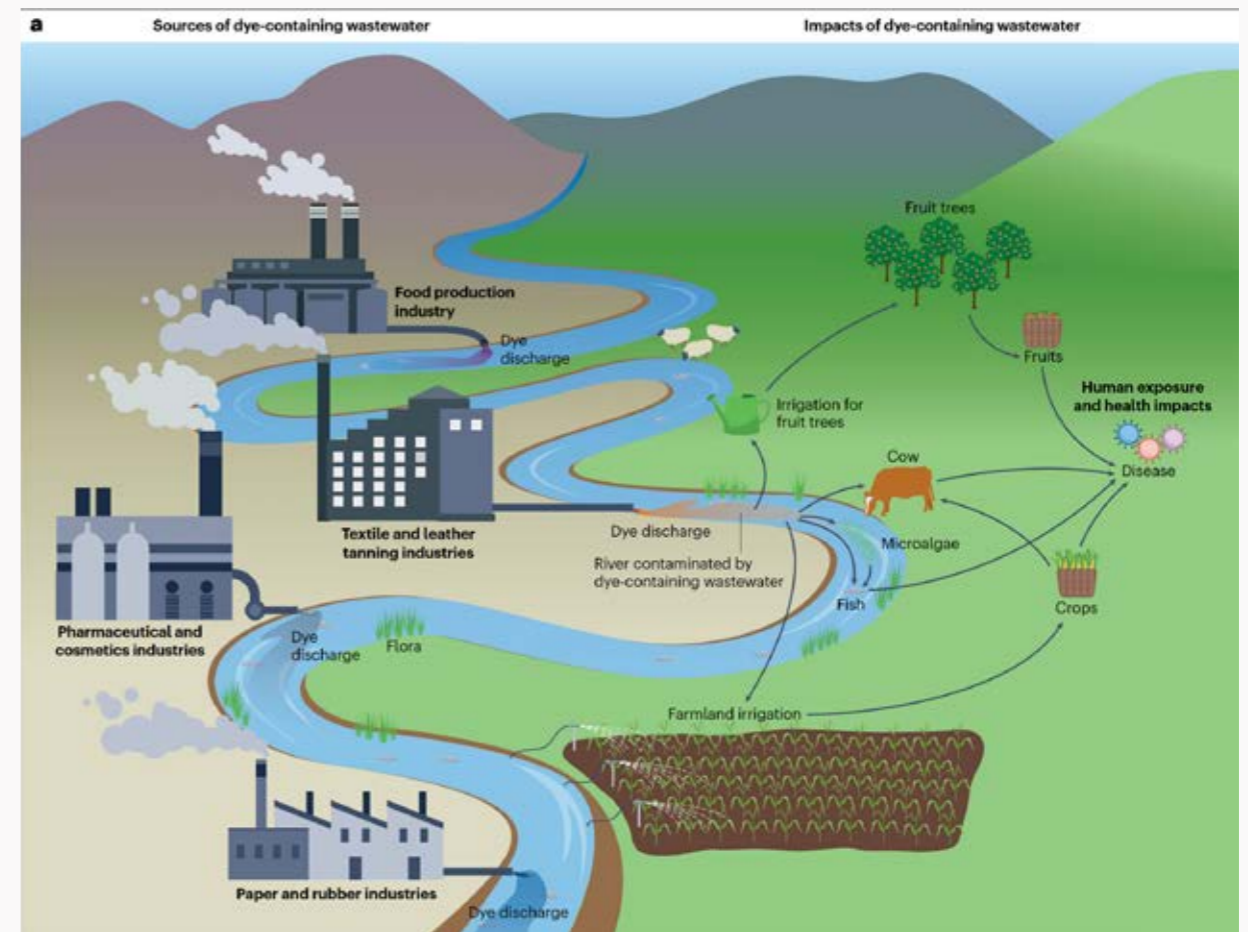 a
Sources of dye-containing wastewater
Impacts of dye-containing wastewater
Fruit trees
Food production
industry
Dye
discharge
Fruits
Human exposure
and health impacts
Irrigation for
fruit trees
Cow
Disease
Textile and leather
tanning industries
Dye discharge
River contaminated by
dye-containing wastewater
Microalgae
Fish
Crops
Pharmaceutical and
cosmetics industries
Dye
discharge
Flora
Farmland irrigation
Paper and rubber industries
Dye discharge